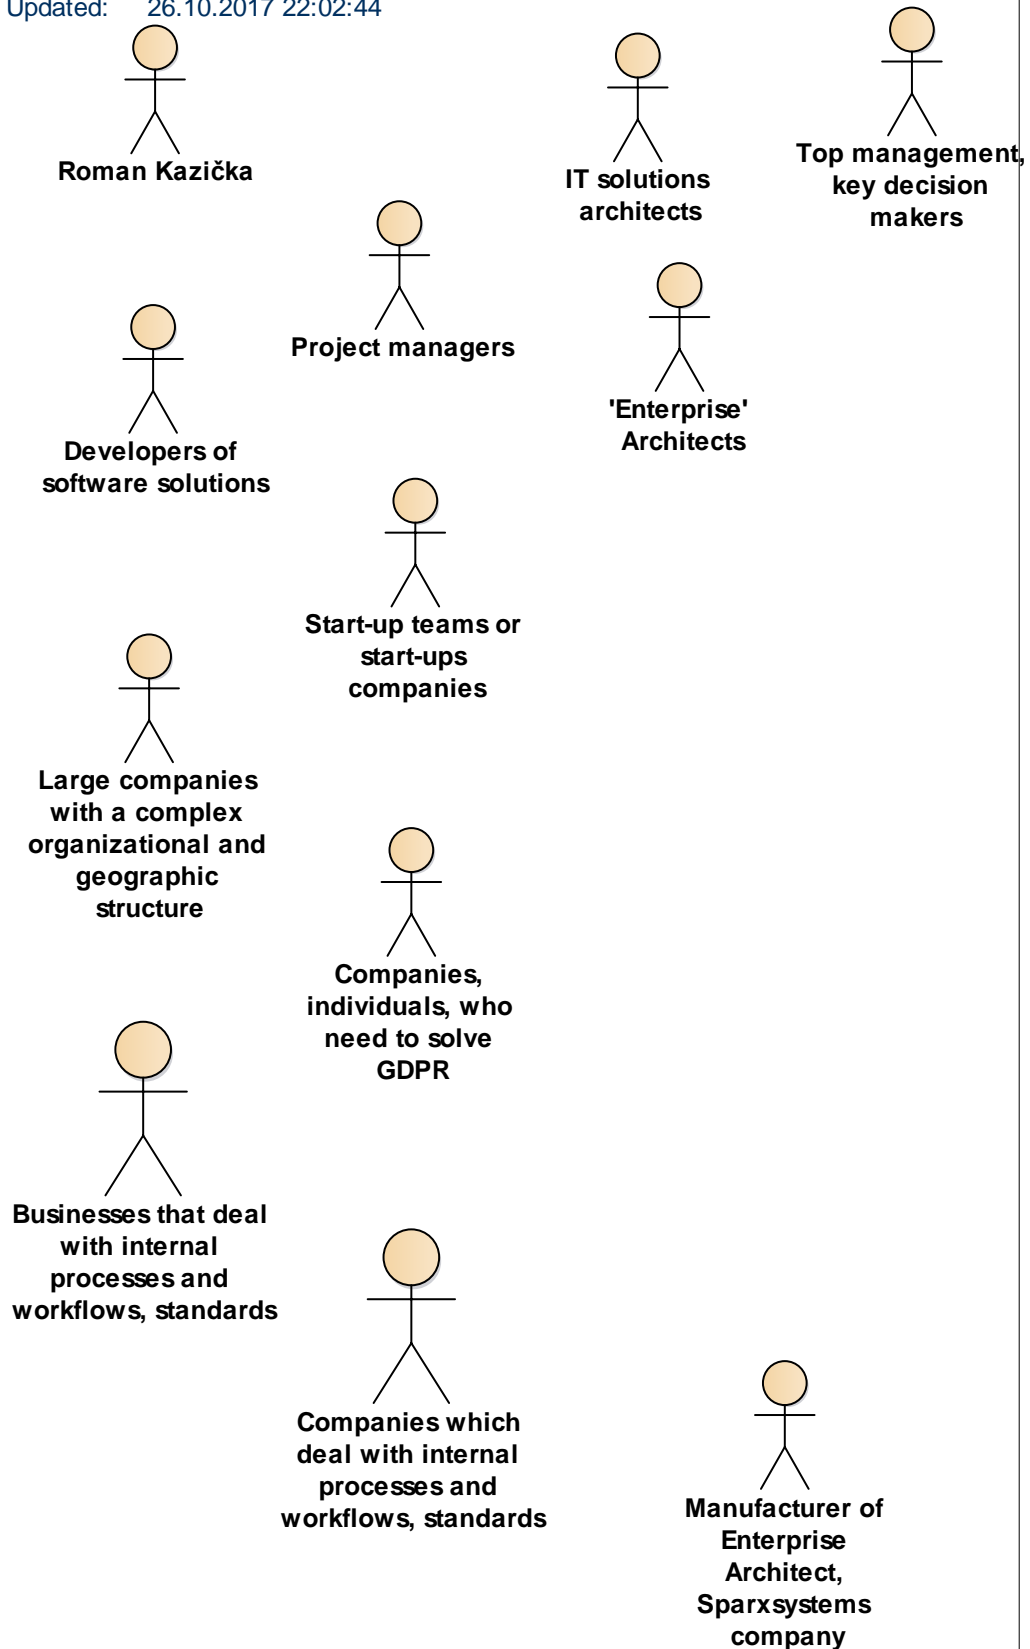 Updated: 26.10.2017 22:02:44
Roman Kazička
IT solutions
architects
Top management,
key decision
makers
Project managers
'Enterprise'
Architects
Developers of
software solutions
Start-up teams or
start-ups
companies
Large companies
with a complex
organizational and
geographic
structure
Companies,
individuals, who
need to solve
GDPR
Businesses that deal
with internal
processes and
workflows, standards
Companies which
deal with internal
processes and
workflows, standards
Manufacturer of
Enterprise
Architect,
Sparxsystems
company